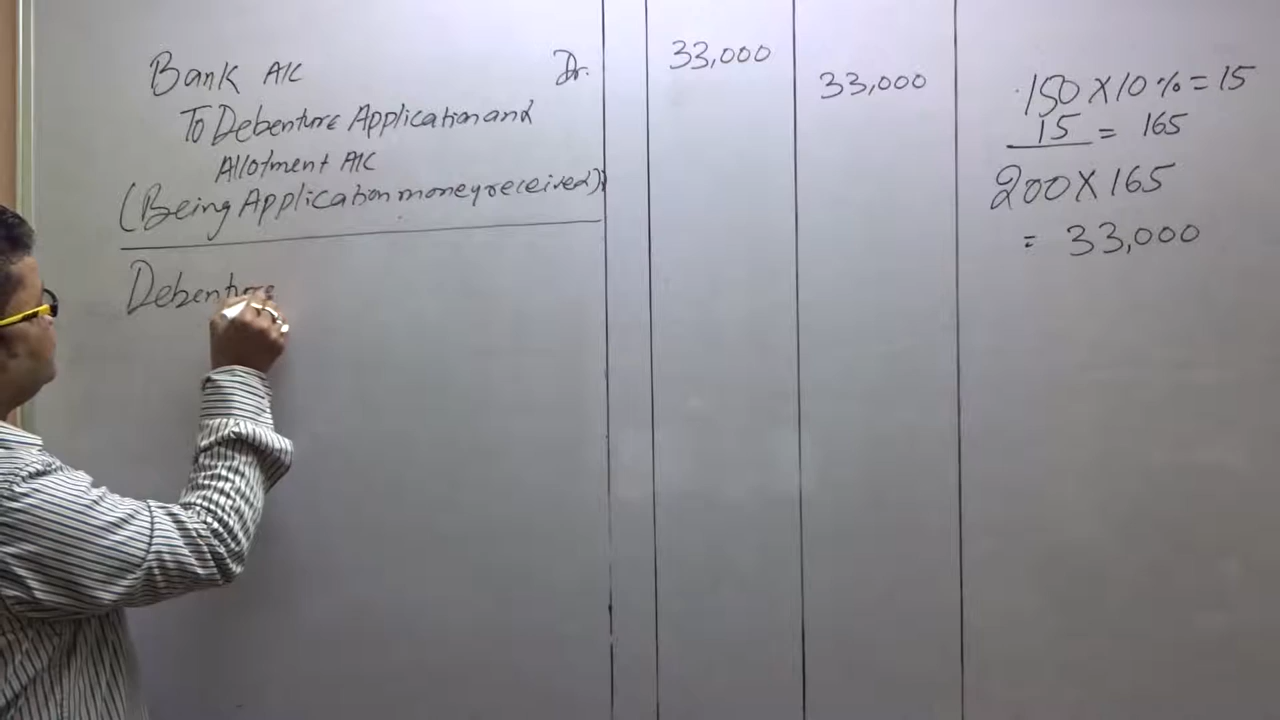 Bank A/C Dr. 33,000
To Debenture Application and 33,000
Allotment A/C
(Being Application money received)
Debenture
150 X 10% = 15
15 = 165
200 X 165
= 33,000